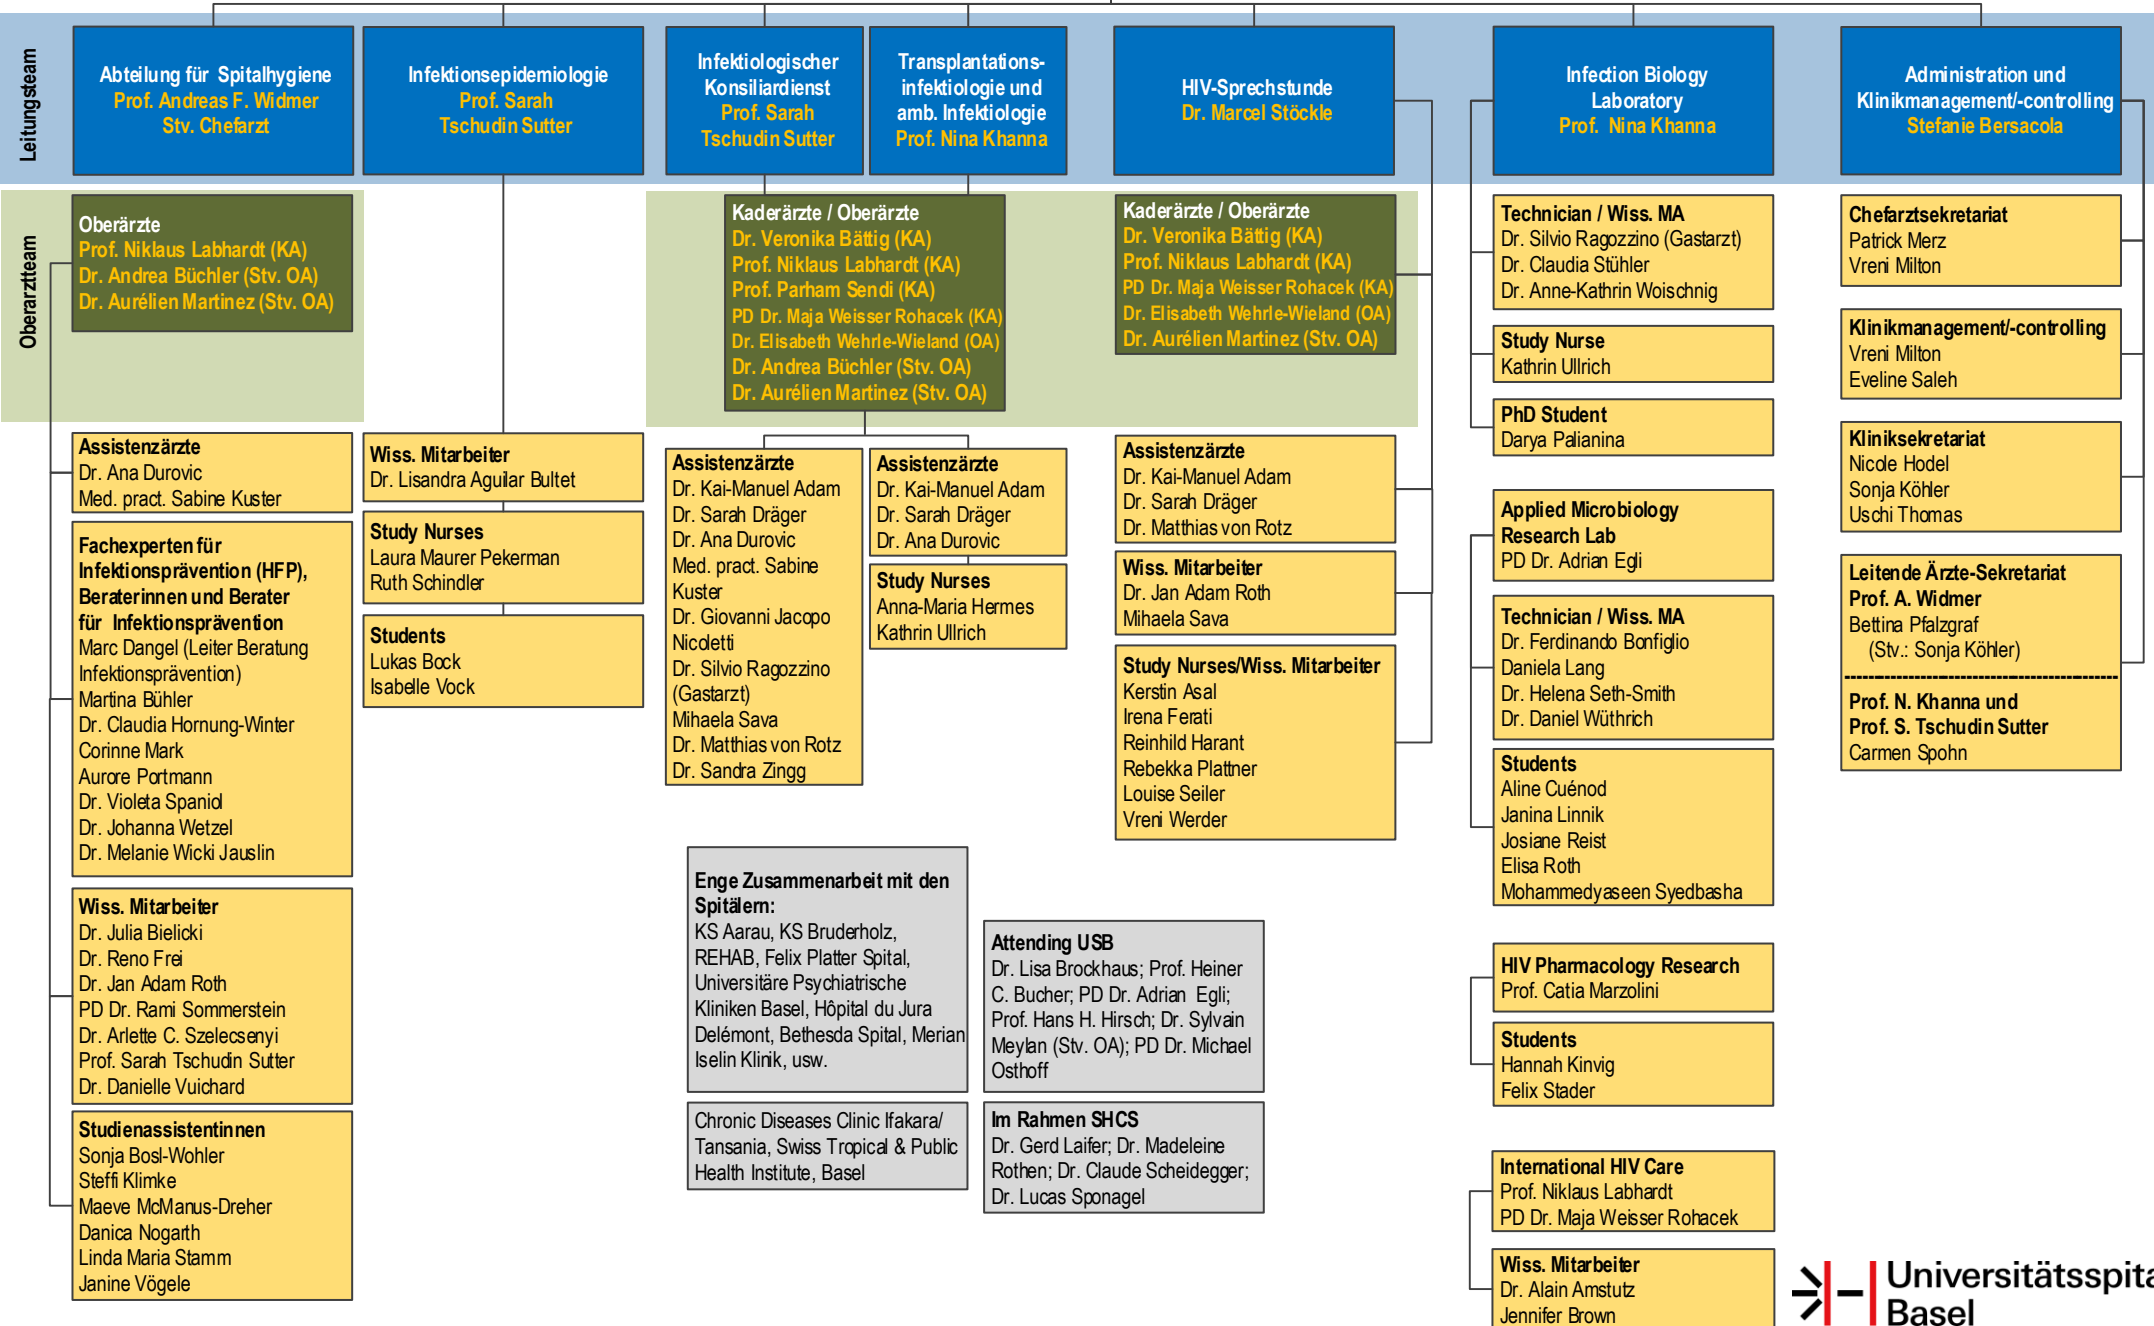 Leitungsteam
Abteilung für Spitalhygiene
Prof. Andreas F. Widmer
Stv. Chefarzt
Infektionsepidemiologie
Prof. Sarah
Tschudin Sutter
Infektiologischer
Konsiliardienst
Prof. Sarah
Tschudin Sutter
Transplantations-
infektiologie und
amb. Infektiologie
Prof. Nina Khanna
HIV-Sprechstunde
Dr. Marcel Stöckle
Infection Biology
Laboratory
Prof. Nina Khanna
Administration und
Klinikmanagement/-controlling
Stefanie Bersacola
Oberarztteam
Oberärzte
Prof. Niklaus Labhardt (KA)
Dr. Andrea Büchler (Stv. OA)
Dr. Aurélien Martinez (Stv. OA)
Kaderärzte / Oberärzte
Dr. Veronika Bättig (KA)
Prof. Niklaus Labhardt (KA)
Prof. Parham Sendi (KA)
PD Dr. Maja Weisser Rohacek (KA)
Dr. Elisabeth Wehrle-Wieland (OA)
Dr. Andrea Büchler (Stv. OA)
Dr. Aurélien Martinez (Stv. OA)
Kaderärzte / Oberärzte
Dr. Veronika Bättig (KA)
Prof. Niklaus Labhardt (KA)
PD Dr. Maja Weisser Rohacek (KA)
Dr. Elisabeth Wehrle-Wieland (OA)
Dr. Aurélien Martinez (Stv. OA)
Assistenzärzte
Dr. Ana Durovic
Med. pract. Sabine Kuster
Fachexperten für
Infektionsprävention (HFP),
Beraterinnen und Berater
für Infektionsprävention
Marc Dangel (Leiter Beratung
Infektionsprävention)
Martina Bühler
Dr. Claudia Hornung-Winter
Corinne Mark
Aurore Portmann
Dr. Violeta Spaniol
Dr. Johanna Wetzel
Dr. Melanie Wicki Jauslin
Wiss. Mitarbeiter
Dr. Julia Bielicki
Dr. Reno Frei
Dr. Jan Adam Roth
PD Dr. Rami Sommerstein
Dr. Arlette C. Szelecsenyi
Prof. Sarah Tschudin Sutter
Dr. Danielle Vuichard
Studienassistentinnen
Sonja Bosl-Wohler
Steffi Klimke
Maeve McManus-Dreher
Danica Nogarth
Linda Maria Stamm
Janine Vögele
Wiss. Mitarbeiter
Dr. Lisandra Aguilar Bultet
Study Nurses
Laura Maurer Pekerman
Ruth Schindler
Students
Lukas Bock
Isabelle Vock
Assistenzärzte
Dr. Kai-Manuel Adam
Dr. Sarah Dräger
Dr. Ana Durovic
Med. pract. Sabine
Kuster
Dr. Giovanni Jacopo
Nicoletti
Dr. Silvio Ragozzino
(Gastarzt)
Mihaela Sava
Dr. Matthias von Rotz
Dr. Sandra Zingg
Assistenzärzte
Dr. Kai-Manuel Adam
Dr. Sarah Dräger
Dr. Ana Durovic
Study Nurses
Anna-Maria Hermes
Kathrin Ullrich
Assistenzärzte
Dr. Kai-Manuel Adam
Dr. Sarah Dräger
Dr. Matthias von Rotz
Wiss. Mitarbeiter
Dr. Jan Adam Roth
Mihaela Sava
Study Nurses/Wiss. Mitarbeiter
Kerstin Asal
Irena Ferati
Reinhild Harant
Rebekka Plattner
Louise Seiler
Vreni Werder
Enge Zusammenarbeit mit den
Spitälern:
KS Aarau, KS Bruderholz,
REHAB, Felix Platter Spital,
Universitäre Psychiatrische
Kliniken Basel, Hôpital du Jura
Delémont, Bethesda Spital, Merian
Iselin Klinik, usw.
Chronic Diseases Clinic Ifakara/
Tansania, Swiss Tropical & Public
Health Institute, Basel
Attending USB
Dr. Lisa Brockhaus; Prof. Heiner
C. Bucher; PD Dr. Adrian Egli;
Prof. Hans H. Hirsch; Dr. Sylvain
Meylan (Stv. OA); PD Dr. Michael
Osthoff
Im Rahmen SHCS
Dr. Gerd Laifer; Dr. Madeleine
Rothen; Dr. Claude Scheidegger;
Dr. Lucas Sponagel
Technician / Wiss. MA
Dr. Silvio Ragozzino (Gastarzt)
Dr. Claudia Stühler
Dr. Anne-Kathrin Woischnig
Study Nurse
Kathrin Ullrich
PhD Student
Darya Palianina
Applied Microbiology
Research Lab
PD Dr. Adrian Egli
Technician / Wiss. MA
Dr. Ferdinando Bonfiglio
Daniela Lang
Dr. Helena Seth-Smith
Dr. Daniel Wüthrich
Students
Aline Cuénod
Janina Linnik
Josiane Reist
Elisa Roth
Mohammedyaseen Syedbasha
HIV Pharmacology Research
Prof. Catia Marzolini
Students
Hannah Kinvig
Felix Stader
International HIV Care
Prof. Niklaus Labhardt
PD Dr. Maja Weisser Rohacek
Wiss. Mitarbeiter
Dr. Alain Amstutz
Jennifer Brown
Chefarztsekretariat
Patrick Merz
Vreni Milton
Klinikmanagement/-controlling
Vreni Milton
Eveline Saleh
Kliniksekretariat
Nicole Hodel
Sonja Köhler
Uschi Thomas
Leitende Ärzte-Sekretariat
Prof. A. Widmer
Bettina Pfalzgraf
(Stv.: Sonja Köhler)
Prof. N. Khanna und
Prof. S. Tschudin Sutter
Carmen Spohn
Universitätsspita
Basel